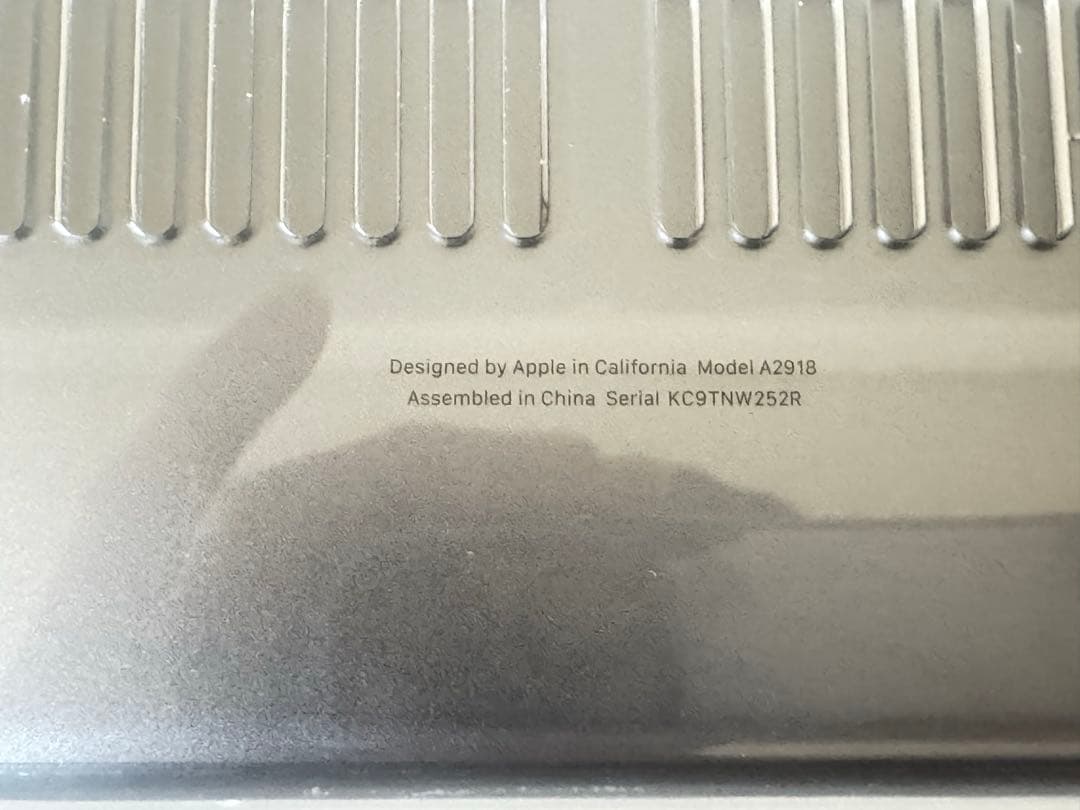 Designed by Apple in California Model A2918
Assembled in China Serial KC9TNW252R